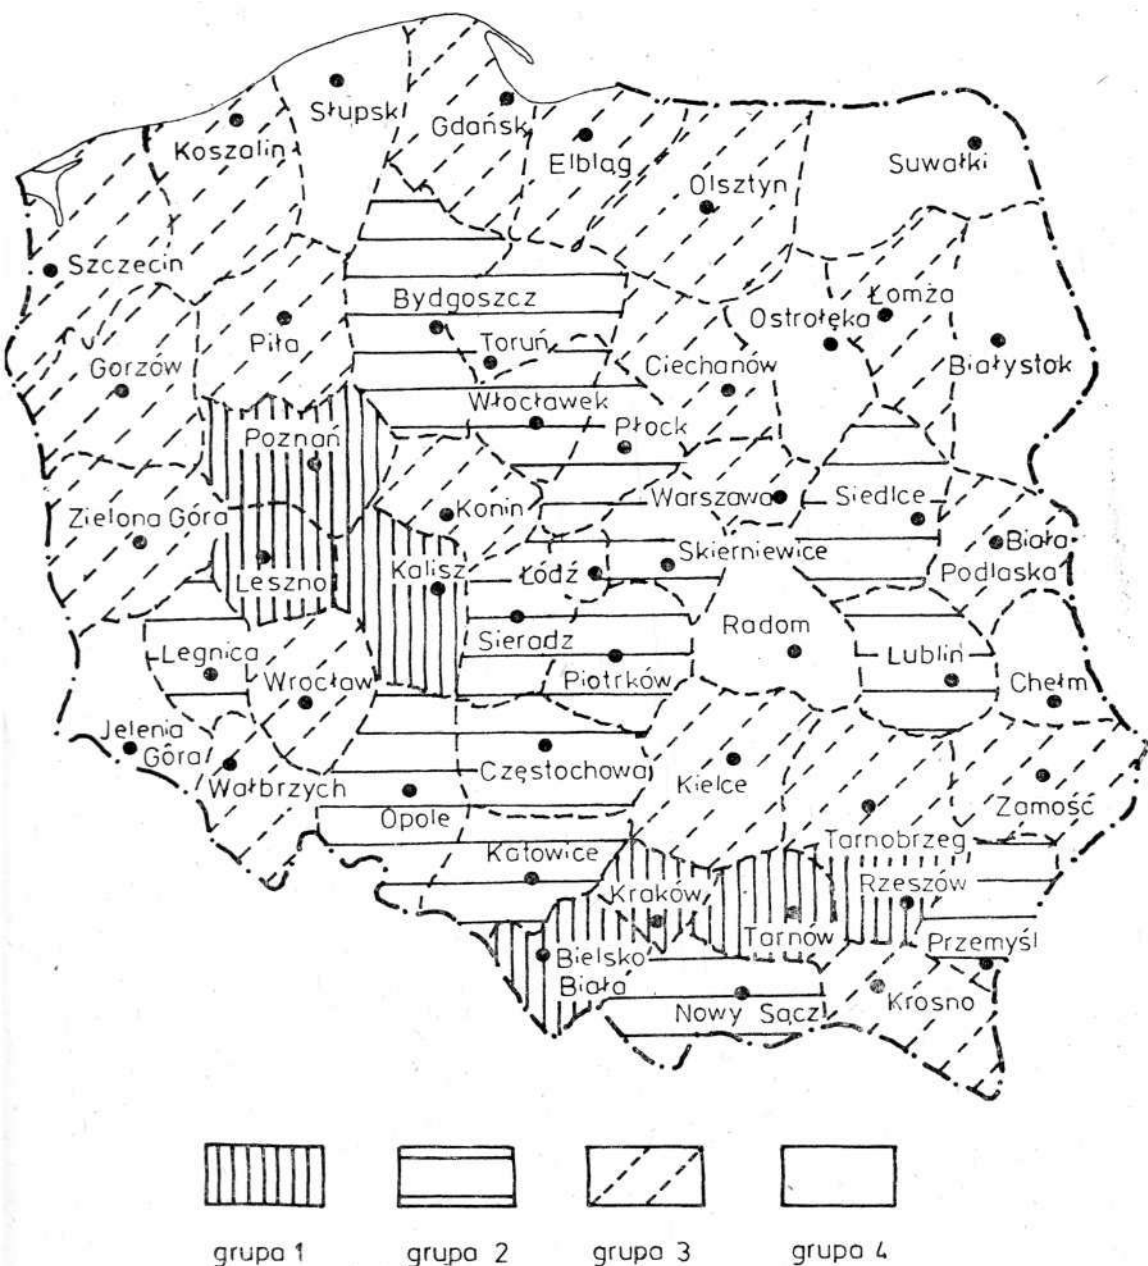 Słupsk
Gdańsk
Koszalin
Elbląg
Suwałki
Olsztyn
Szczecin
Bydgoszcz
Łomża
Ostrołęka
Piła
Toruń
Gorzów
Ciechanów
Białystok
Włocławek
Poznań
Płock
Warszawa
Siedlce
Zielona Góra
Konin
Skierniewice
Biała
Podlaska
Leszno
Kalisz
Łódź
Sieradz
Radom
Legnica
Lublin
Wrocław
Piotrków
Chełm
Jelenia
Góra
Wałbrzych
Częstochowa
Kielce
Zamość
Opole
Tarnobrzeg
Katowice
Kraków
Rzeszów
Tarnów
Przemyśl
Bielsko
Biała
Nowy Sącz
Krosno
grupa 1
grupa 2
grupa 3
grupa 4